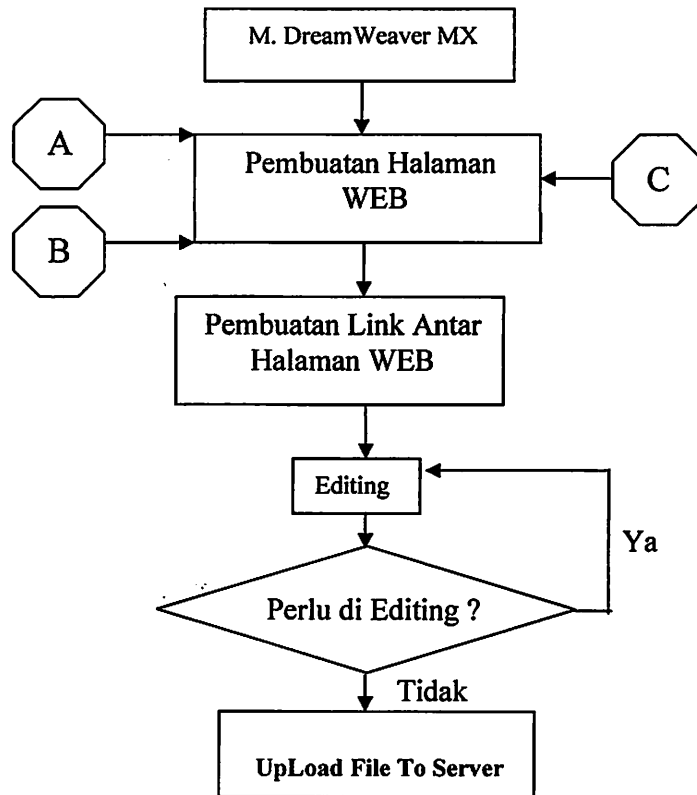 M. DreamWeaver MX
A
Pembuatan Halaman
WEB
C
B
Pembuatan Link Antar
Halaman WEB
Editing
Ya
Perlu di Editing ?
Tidak
UpLoad File To Server